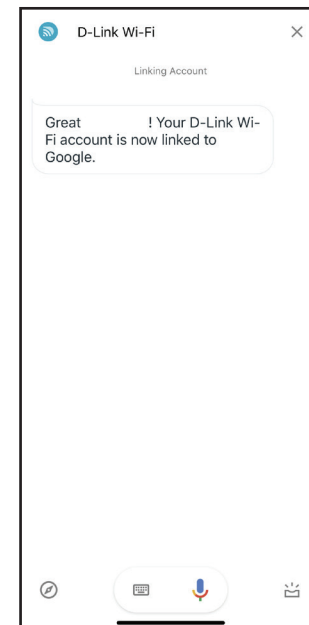 D-Link Wi-Fi
Linking Account
Great ! Your D-Link Wi-
Fi account is now linked to
Google.